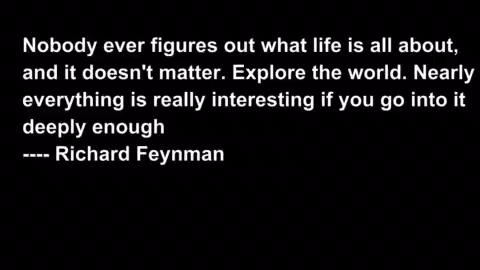 Nobody ever figures out what life is all about,
and it doesn't matter. Explore the world. Nearly
everything is really interesting if you go into it
deeply enough
---- Richard Feynman